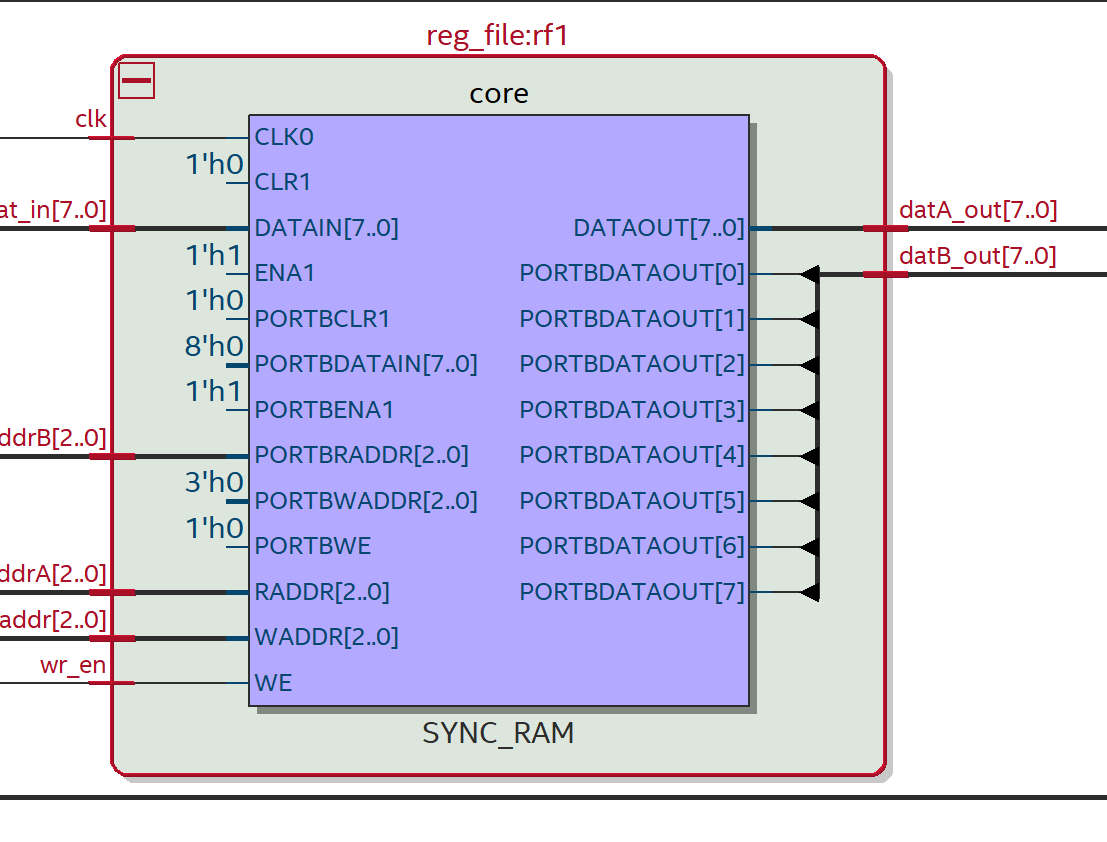 reg_file:rf1
core
clk
CLK0
1'h0
CLR1
at_in[7..0]
DATAIN[7..0]
DATAOUT[7..0]
datA_out[7..0]
1'h1
ENA1
PORTBDATAOUT[0]
datB_out[7..0]
1'h0
PORTBCLR1
PORTBDATAOUT[1]
8'h0
PORTBDATAIN[7..0]
PORTBDATAOUT[2]
1'h1
PORTBENA1
PORTBDATAOUT[3]
ddrB[2..0]
PORTBRADDR[2..0]
PORTBDATAOUT[4]
3'h0
PORTBWADDR[2..0]
PORTBDATAOUT[5]
1'h0
PORTBWE
PORTBDATAOUT[6]
ddrA[2..0]
RADDR[2..0]
PORTBDATAOUT[7]
addr[2..0]
WADDR[2..0]
wr_en
WE
SYNC_RAM